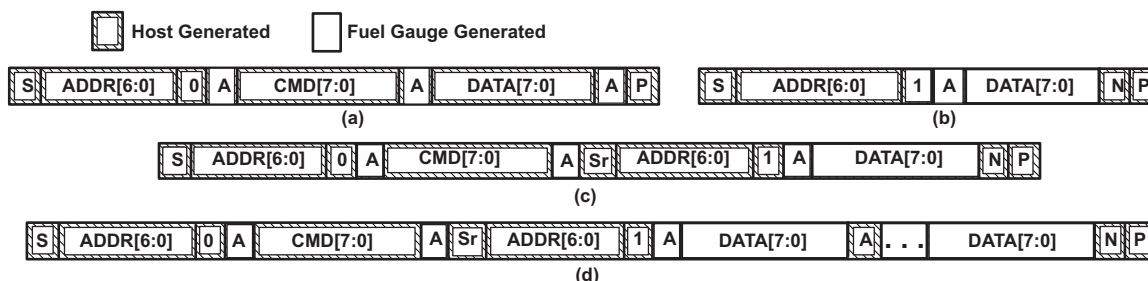 Host Generated Fuel Gauge Generated
S ADDR[6:0] 0 A CMD[7:0] A DATA[7:0] A P S ADDR[6:0] 1 A DATA[7:0] N P
(a) (b)
S ADDR[6:0] 0 A CMD[7:0] A Sr ADDR[6:0] 1 A DATA[7:0] N P
(c)
S ADDR[6:0] 0 A CMD[7:0] A Sr ADDR[6:0] 1 A DATA[7:0] A . . . DATA[7:0] N P
(d)